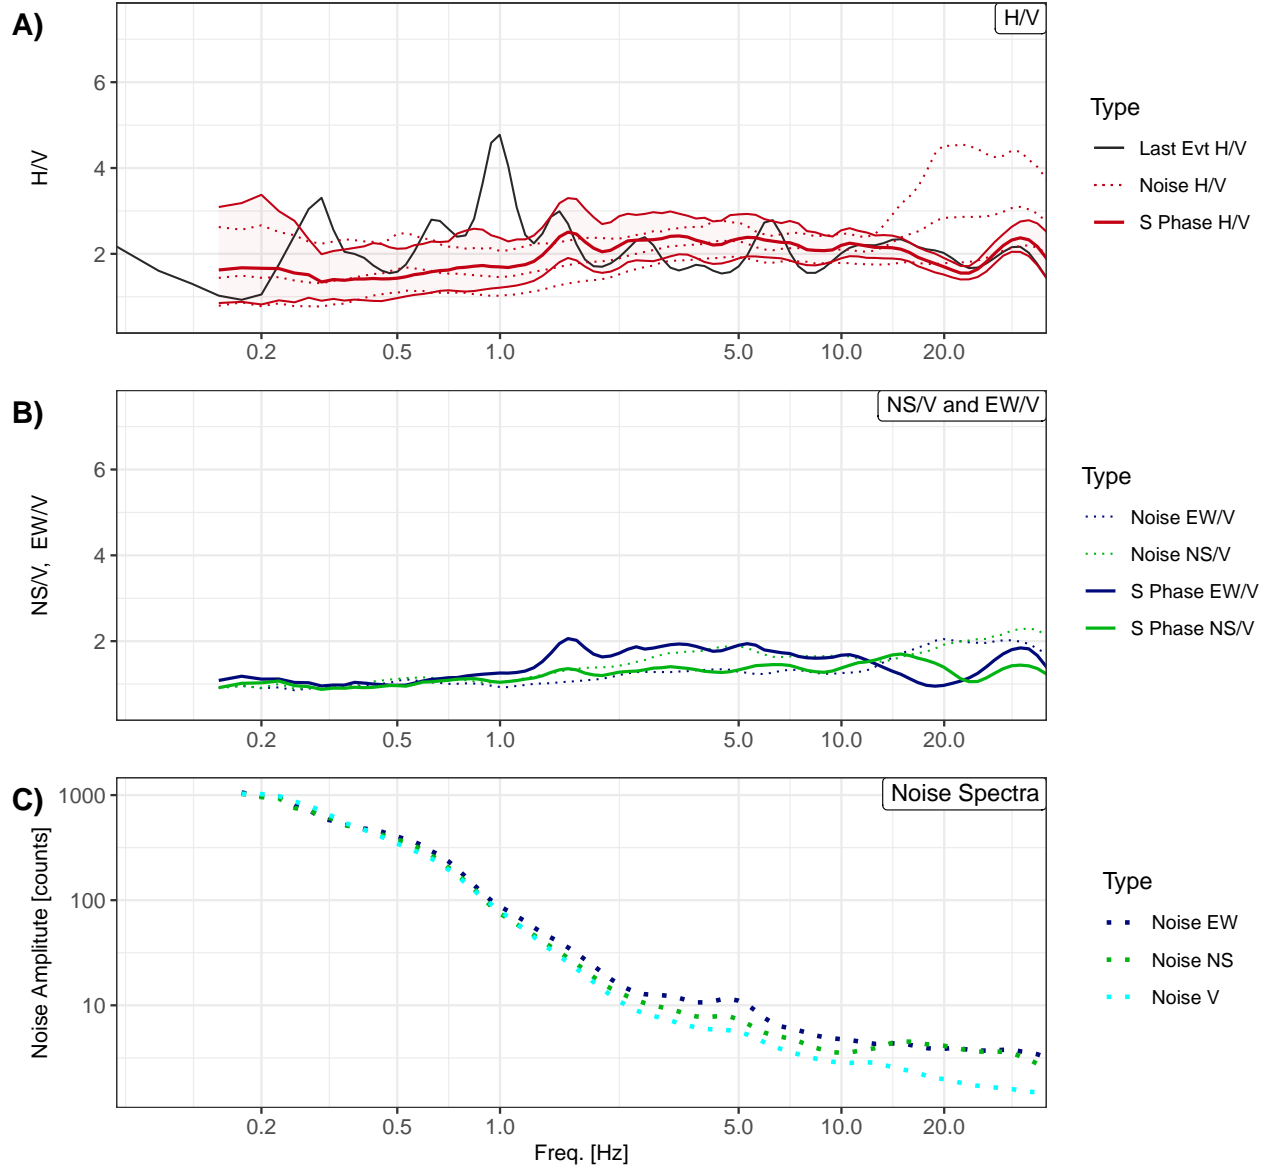 A)
H/V
6
4
2
H/V
0.2 0.5 1.0 5.0 10.0 20.0
Type
Last Evt H/V
Noise H/V
S Phase H/V
B)
NS/V and EW/V
6
4
2
NS/V,  EW/V
0.2 0.5 1.0 5.0 10.0 20.0
Type
Noise EW/V
Noise NS/V
S Phase EW/V
S Phase NS/V
C)
Noise Spectra
1000
100
10
Noise Amplitute [counts]
0.2 0.5 1.0 5.0 10.0 20.0
Freq. [Hz]
Type
Noise EW
Noise NS
Noise V